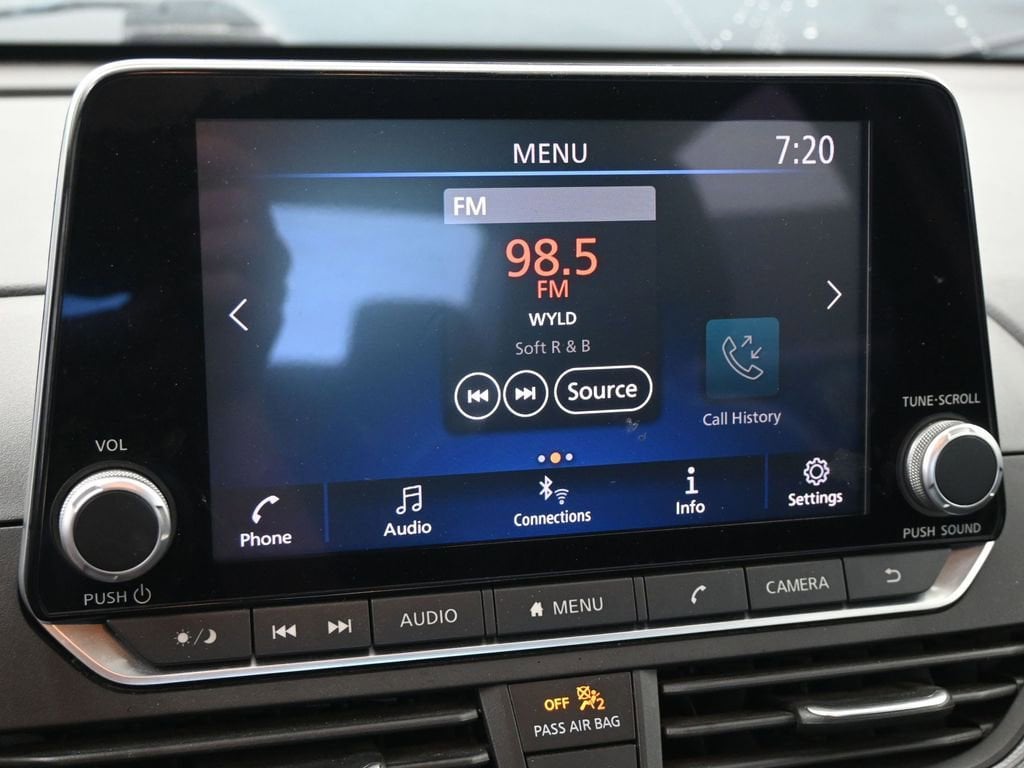 MENU
7:20
FM
98.5
FM
WYLD
Soft R & B
Source
Call History
TUNE·SCROLL
VOL
Phone
Audio
Connections
Info
Settings
PUSH
PUSH SOUND
AUDIO
MENU
CAMERA
OFF 2
PASS AIR BAG